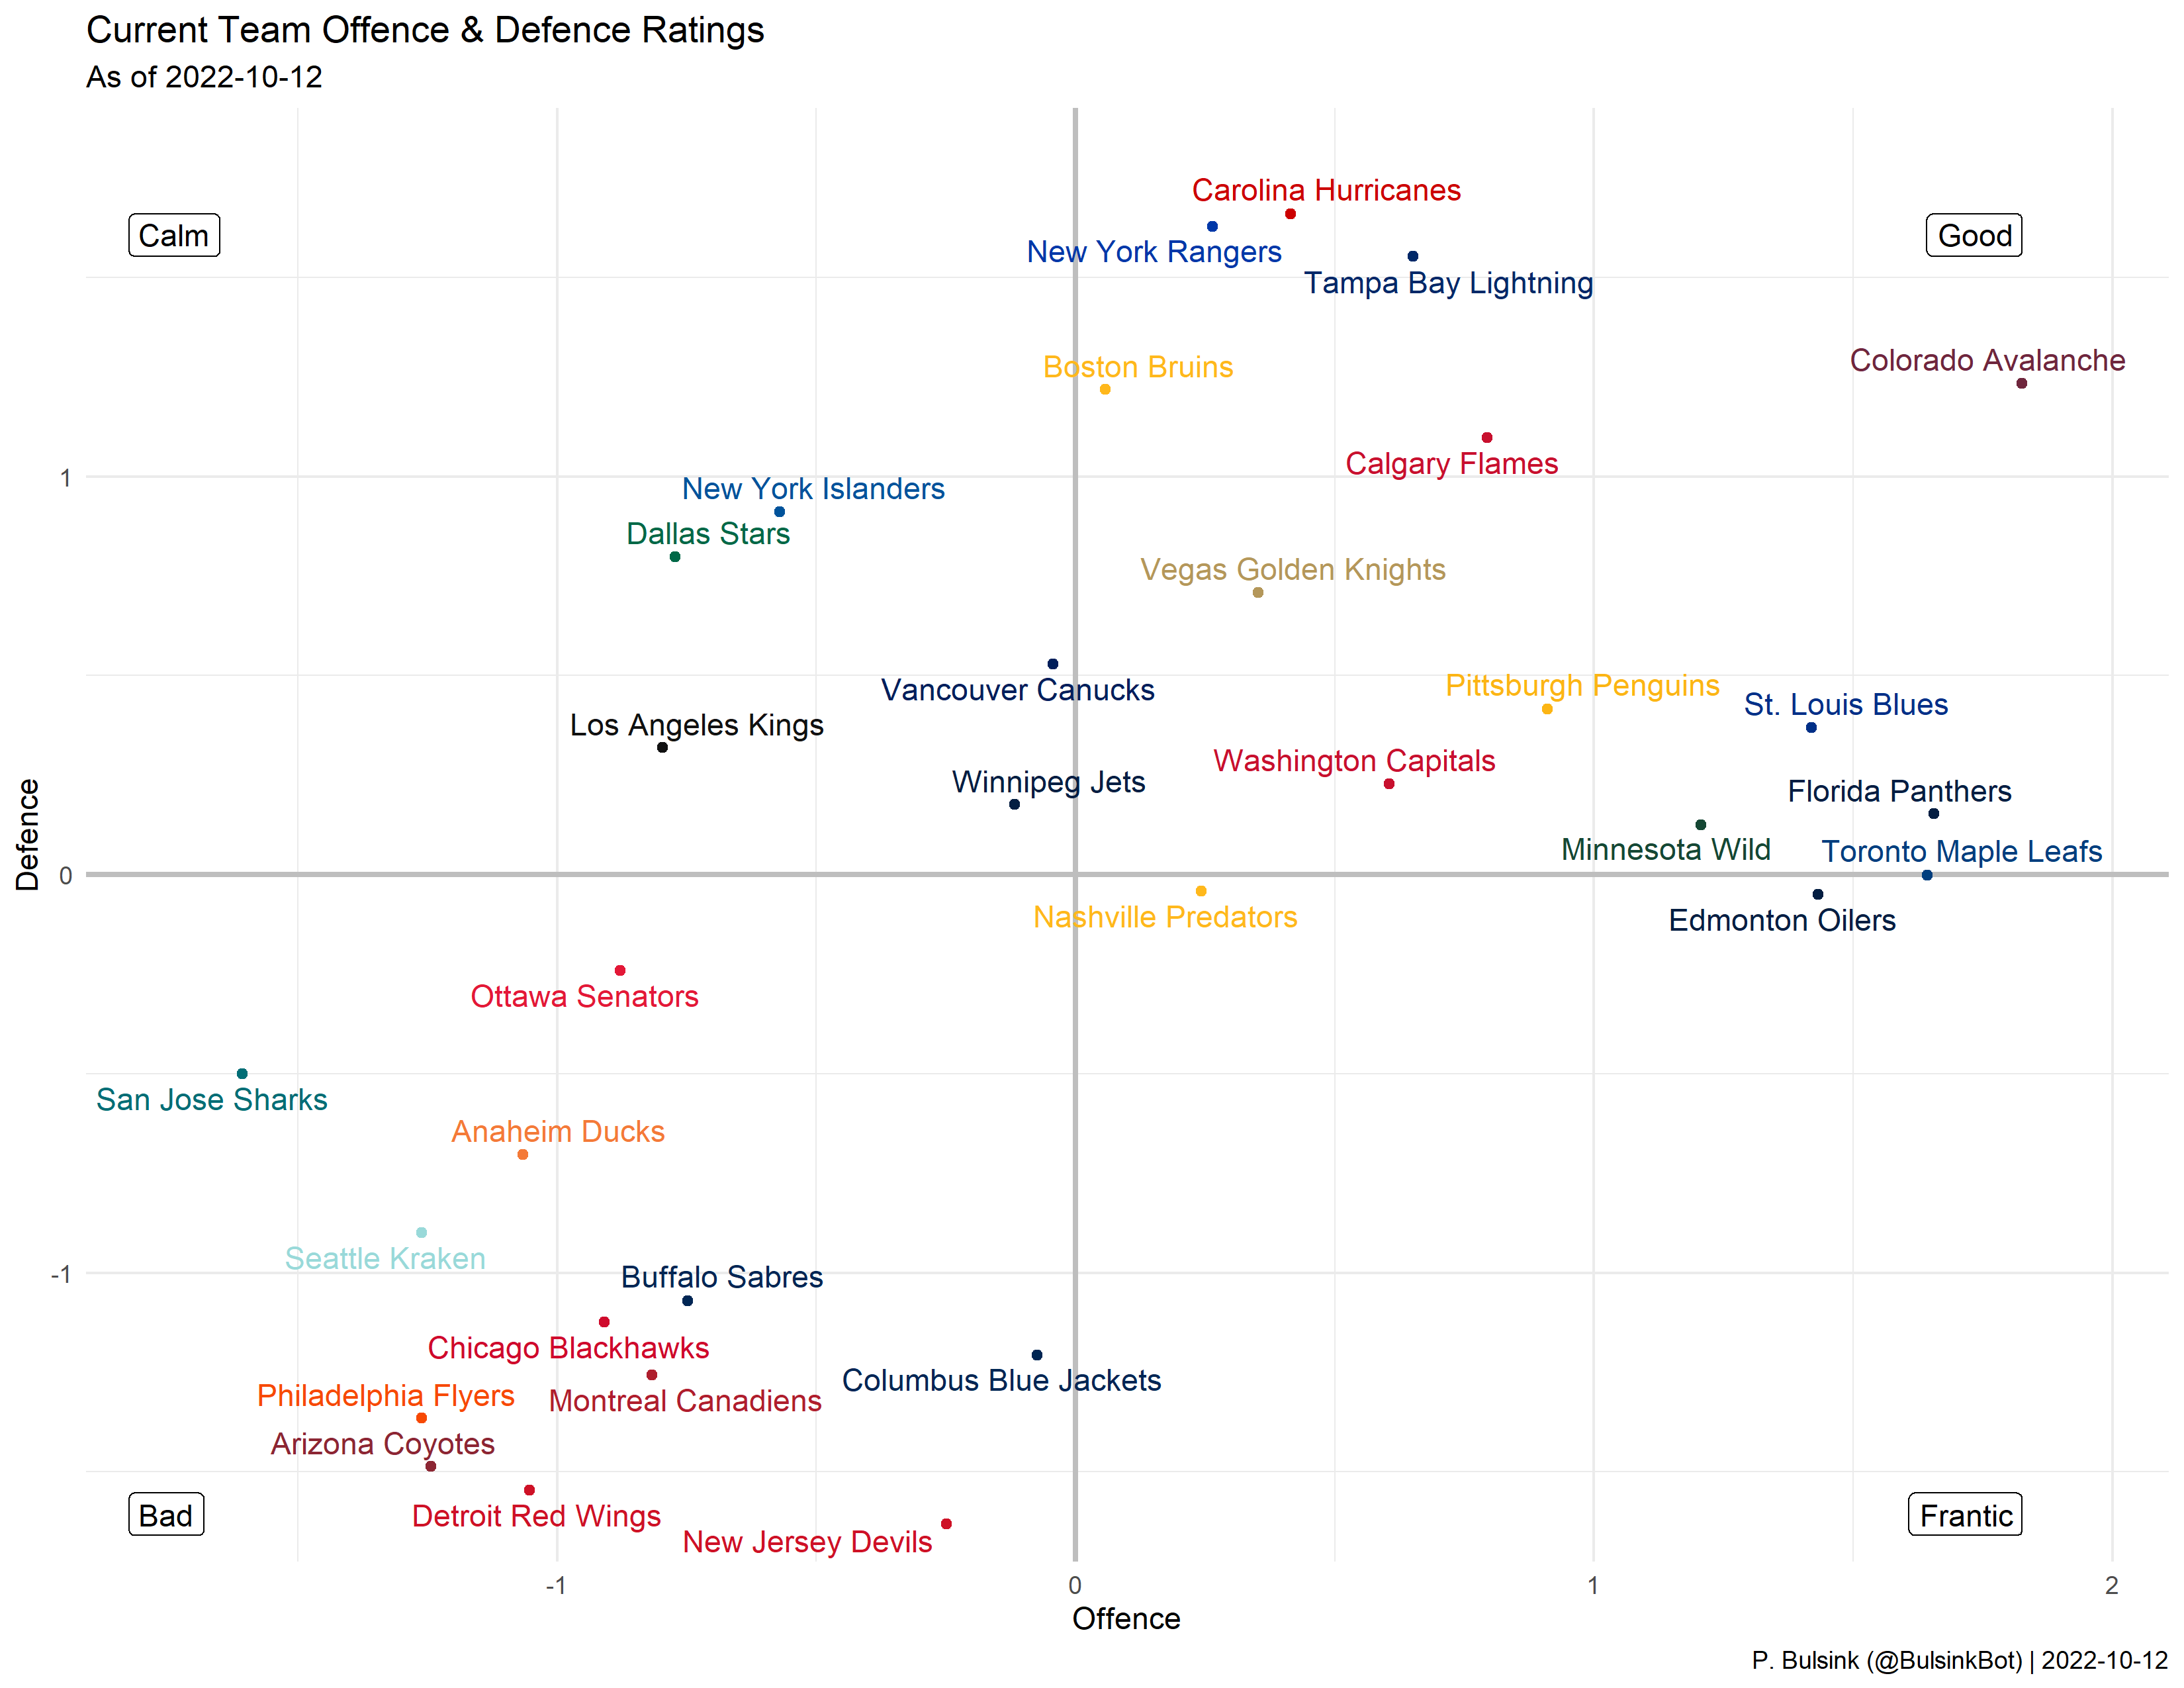 Current Team Offence & Defence Ratings
As of 2022-10-12
Carolina Hurricanes
Calm
Good
New York Rangers
Tampa Bay Lightning
Colorado Avalanche
Boston Bruins
Calgary Flames
1
New York Islanders
Dallas Stars
Vegas Golden Knights
Pittsburgh Penguins
Vancouver Canucks
St. Louis Blues
Los Angeles Kings
Washington Capitals
Winnipeg Jets
Florida Panthers
Minnesota Wild
Toronto Maple Leafs
Defence
0
Nashville Predators
Edmonton Oilers
Ottawa Senators
San Jose Sharks
Anaheim Ducks
Seattle Kraken
-1
Buffalo Sabres
Chicago Blackhawks
Columbus Blue Jackets
Philadelphia Flyers
Montreal Canadiens
Arizona Coyotes
Bad
Detroit Red Wings
Frantic
New Jersey Devils
-1
0
1
2
Offence
P. Bulsink (@BulsinkBot) | 2022-10-12